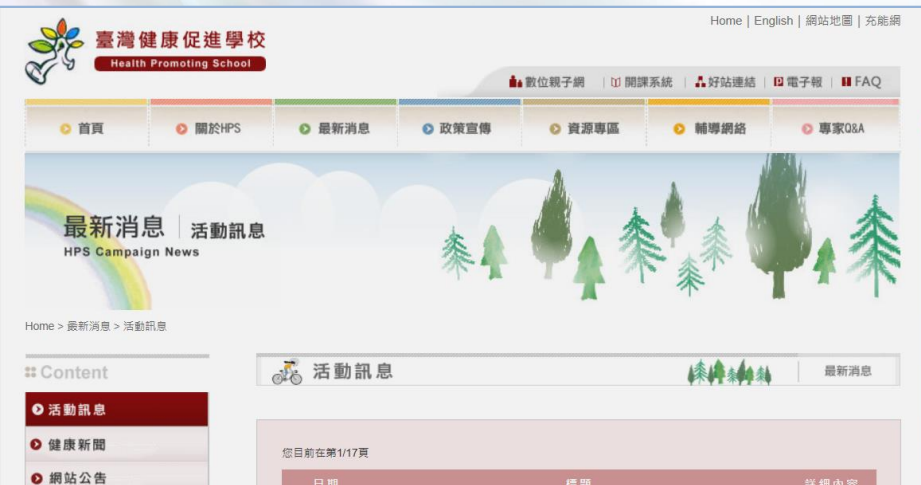 Home | English | 網站地圖 | 充能網
臺灣健康促進學校
Health Promoting School
數位親子網 | 開課系統 | 好站連結 | 電子報 | FAQ
首頁 關於HPS 最新消息 政策宣傳 資源專區 輔導網絡 專家Q&A
最新消息 | 活動訊息
HPS Campaign News
Home > 最新消息 > 活動訊息
Content
活動訊息 最新消息
活動訊息
健康新聞
您目前在第1/17頁
網站公告
日期 標題 詳細內容